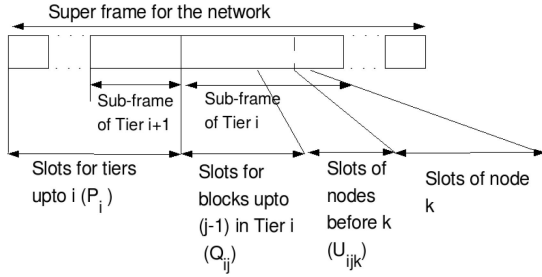 Super frame for the network
Sub-frame
of Tier i+1
Sub-frame
of Tier i
Slots for tiers
upto i (P_i)
Slots for
blocks upto
(j-1) in Tier i
(Q_ij)
Slots of
nodes
before k
(U_ijk)
Slots of node
k